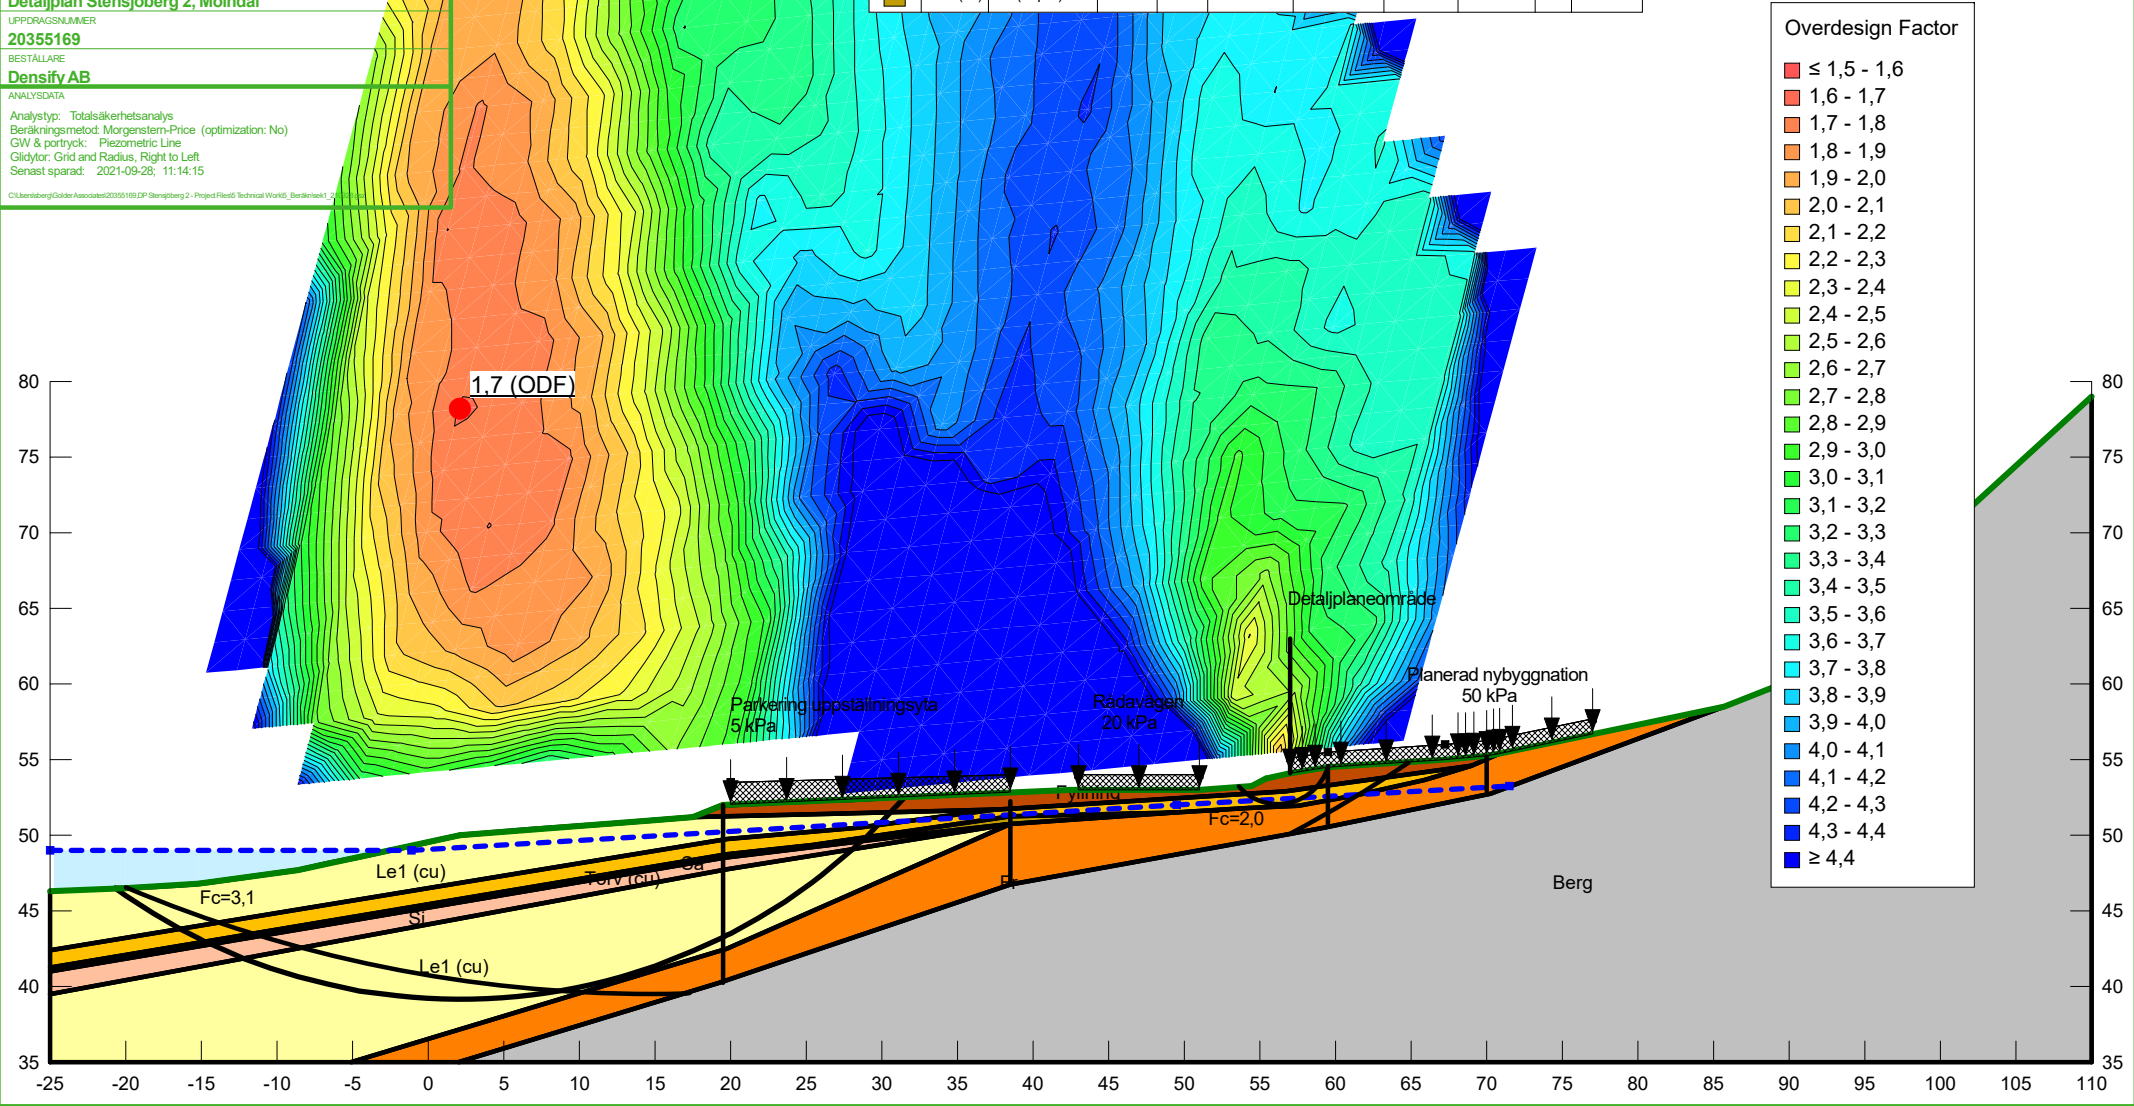 Detaljplan Stensjöberg 2, Mölndal
UPPDRAGSNUMMER
20355169
BESTÄLLARE
Densify AB
ANALYSDATA
Analystyp: Totalsäkerhetsanalys
Beräkningsmetod: Morgenstern-Price (optimization: No)
GW & portryck: Piezometric Line
Glidytor: Grid and Radius, Right to Left
Senast sparad: 2021-09-28; 11:14:15
Overdesign Factor
≤ 1,5 - 1,6
1,6 - 1,7
1,7 - 1,8
1,8 - 1,9
1,9 - 2,0
2,0 - 2,1
2,1 - 2,2
2,2 - 2,3
2,3 - 2,4
2,4 - 2,5
2,5 - 2,6
2,6 - 2,7
2,7 - 2,8
2,8 - 2,9
2,9 - 3,0
3,0 - 3,1
3,1 - 3,2
3,2 - 3,3
3,3 - 3,4
3,4 - 3,5
3,5 - 3,6
3,6 - 3,7
3,7 - 3,8
3,8 - 3,9
3,9 - 4,0
4,0 - 4,1
4,1 - 4,2
4,2 - 4,3
4,3 - 4,4
≥ 4,4
1,7 (ODF)
Detaljplaneområde
Planerad nybyggnation
50 kPa
Parkering uppställningsyta
5 kPa
Rådavägen
20 kPa
Fyllning
Fc=2,0
Sa
Torv (cu)
Le1 (cu)
Fc=3,1
Si
Le1 (cu)
Fr
Berg
80
75
70
65
60
55
50
45
40
35
80
75
70
65
60
55
50
45
40
35
-25 -20 -15 -10 -5 0 5 10 15 20 25 30 35 40 45 50 55 60 65 70 75 80 85 90 95 100 105 110